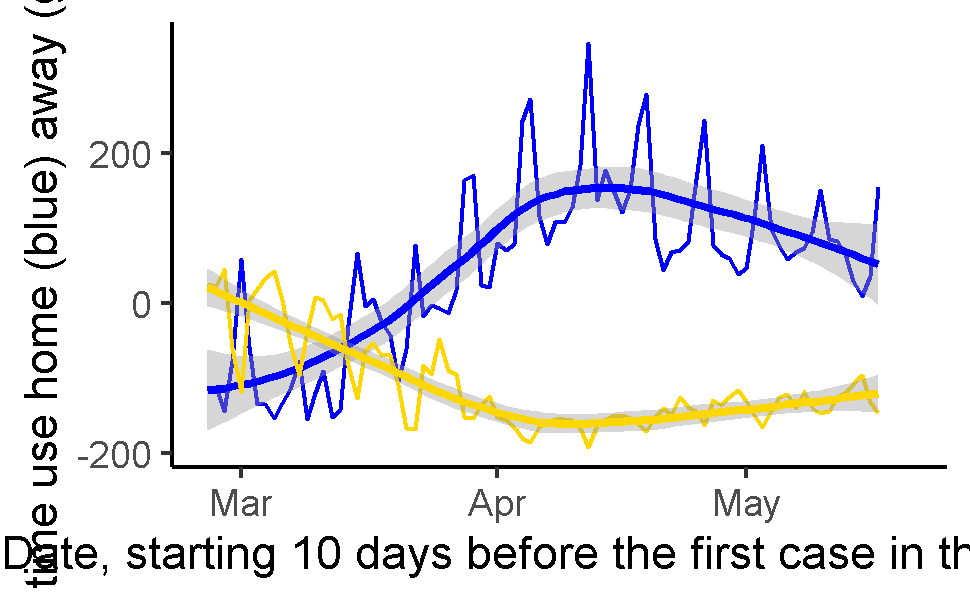 time use home (blue) away (
200
0
-200
Mar Apr May
Date, starting 10 days before the first case in th